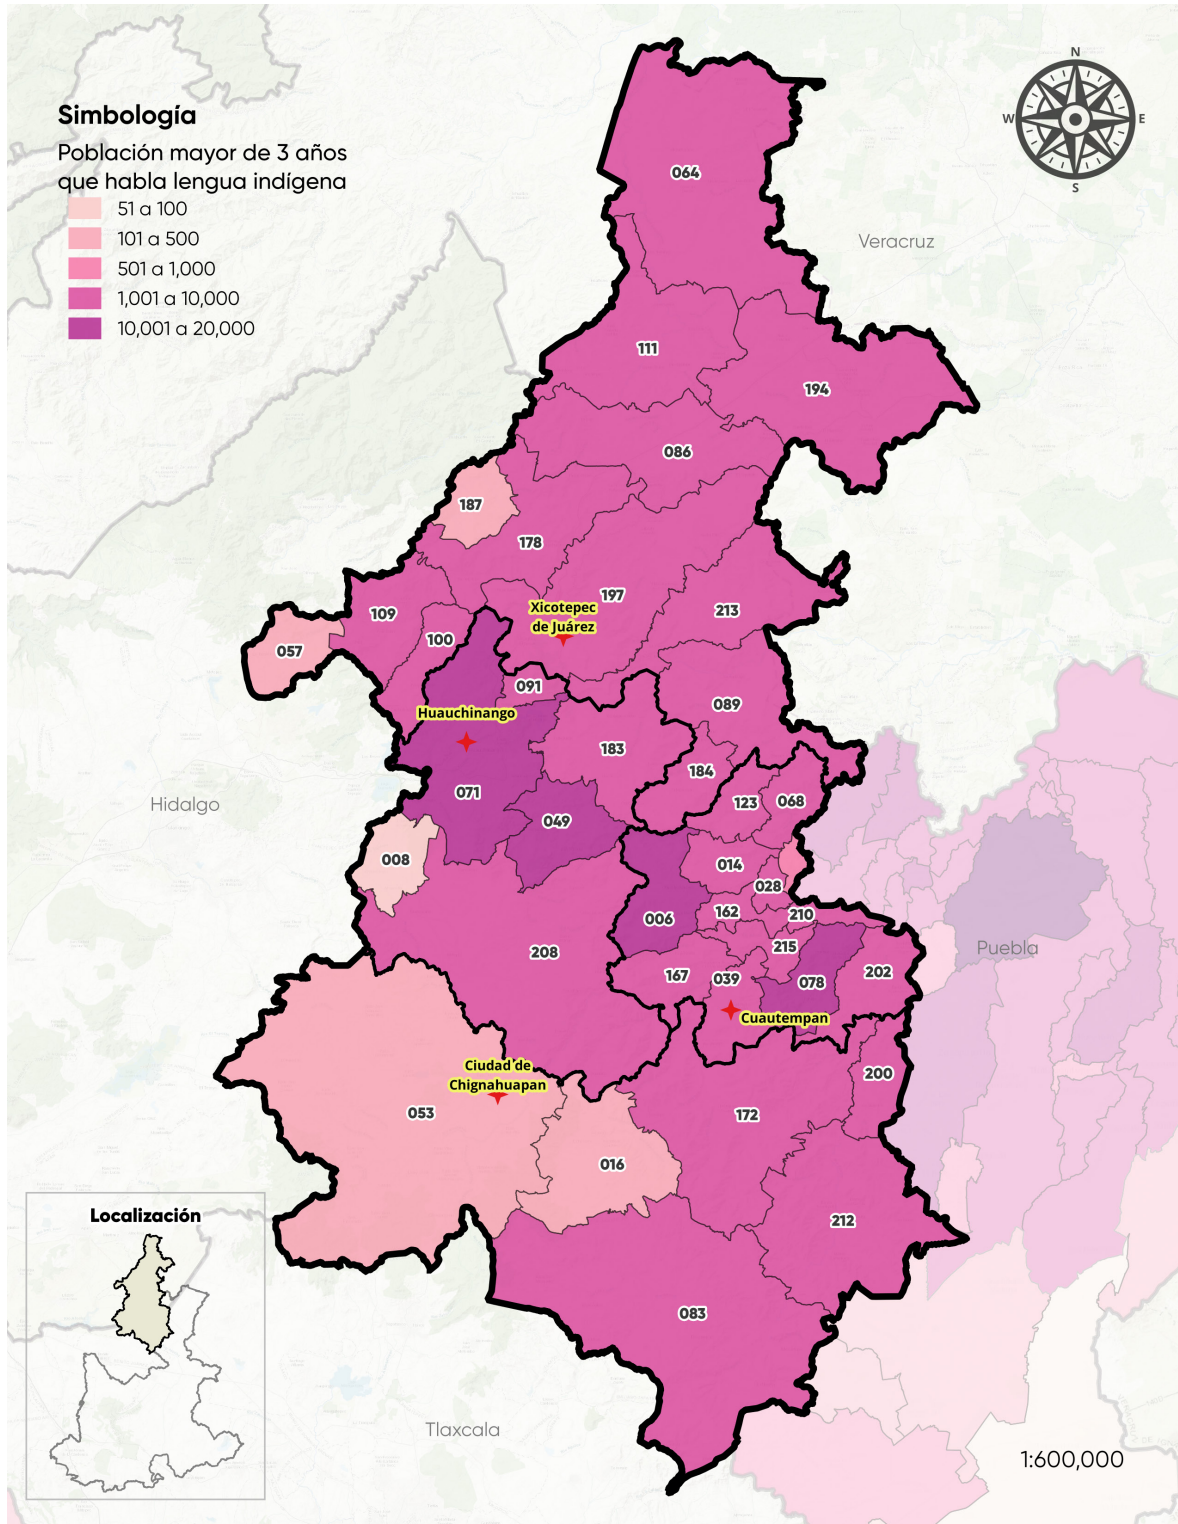 Simbología
Población mayor de 3 años
que habla lengua indígena
51 a 100
101 a 500
501 a 1,000
1,001 a 10,000
10,001 a 20,000
N
W
E
S
064
Veracruz
111
194
086
187
178
197
Xicotepec
de Juárez
213
109
100
057
091
089
Huauchinango
183
184
071
123
068
Hidalgo
049
008
014
028
006
162
210
215
Puebla
208
167
039
078
202
Cuautempan
Ciudad de
Chignahuapan
200
053
172
016
Localización
212
083
Tlaxcala
1:600,000